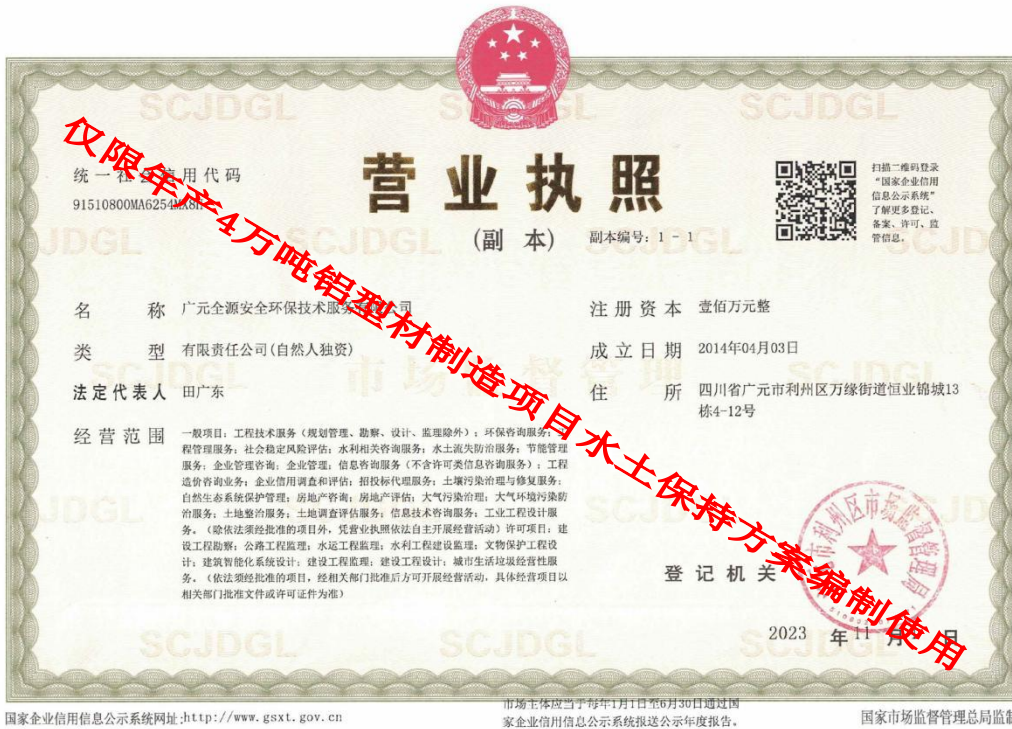 营业执照
(副 本) 副本编号：1-1
统一社会信用代码
扫描二维码登录
“国家企业信用
信息公示系统”
了解更多登记、
备案、许可、监
管信息。
名 称 广元全源安全环保技术服务有限公司
类 型 有限责任公司(自然人独资)
法定代表人 田广东
经营范围 一般项目：工程技术服务（规划管理、勘察、设计、监理除外）；环保咨询服务；工
程管理服务；社会稳定风险评估；水利相关咨询服务；水土流失防治服务；节能管理
服务；企业管理咨询；企业管理；信息咨询服务（不含许可类信息咨询服务）；工程
造价咨询业务；企业信用调查和评估；招投标代理服务；土壤污染治理与修复服务；
自然生态系统保护管理；房地产咨询；房地产评估；大气污染治理；大气环境污染防
治服务；土地整治服务；土地调查评估服务；信息技术咨询服务；工业工程设计服
务。（除依法须经批准的项目外，凭营业执照依法自主开展经营活动）许可项目：建
设工程勘察；公路工程监理；水运工程监理；水利工程建设监理；文物保护工程设
计；建筑智能化系统设计；建设工程监理；建设工程设计；城市生活垃圾经营性服
务。（依法须经批准的项目，经相关部门批准后方可开展经营活动，具体经营项目以
相关部门批准文件或许可证件为准）
注册资本 壹佰万元整
成立日期 2014年04月03日
住 所 四川省广元市利州区万缘街道恒业锦城13
栋4-12号
仅限年产4万吨铝型材制造项目水土保持方案编制使用
登记机关
市利州区市场监督管理局
2023 年 11 月 日
国家企业信用信息公示系统网址:http://www.gsxt.gov.cn
市场主体应当于每年1月1日至6月30日通过国
家企业信用信息公示系统报送公示年度报告。
国家市场监督管理总局监制
SCJDGL
市场监督管理